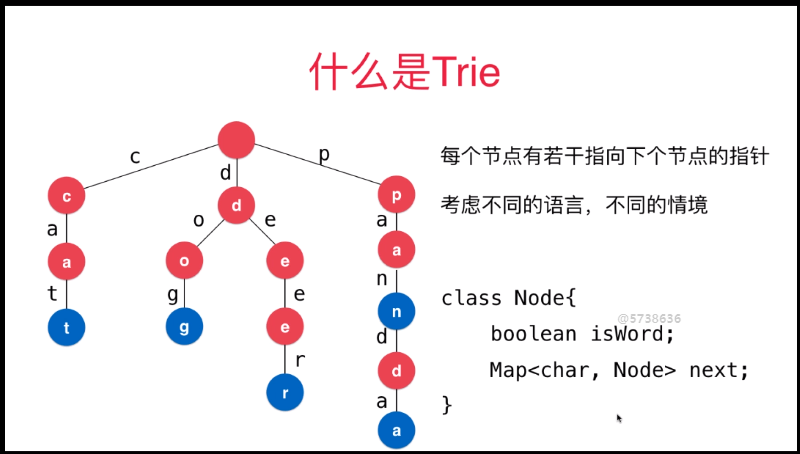 什么是Trie
c
d
p
c
d
p
a
o
e
a
a
o
e
a
t
g
e
n
t
g
e
n
r
d
r
d
a
a
每个节点有若干指向下个节点的指针
考虑不同的语言，不同的情境
class Node{
@5738636
boolean isWord;
Map<char, Node> next;
}